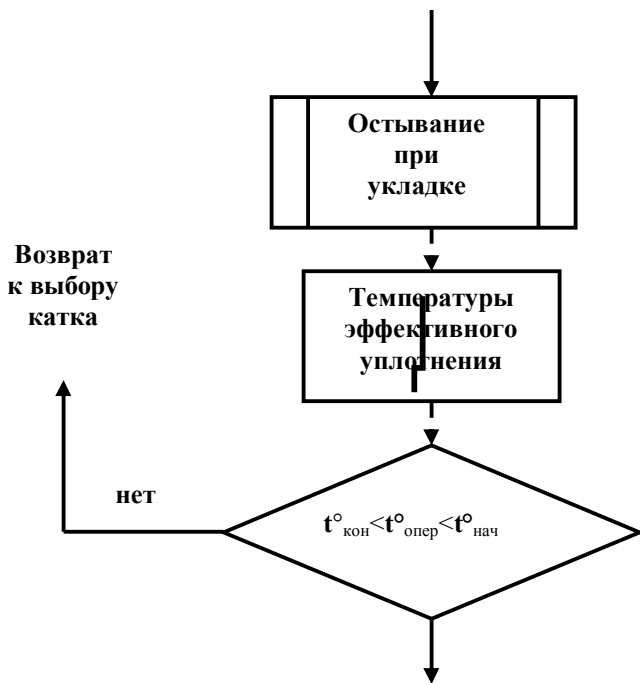 Остывание
при
укладке
Возврат
к выбору
катка
Температуры
эффективного
уплотнения
нет
t°кон<t°опер<t°нач